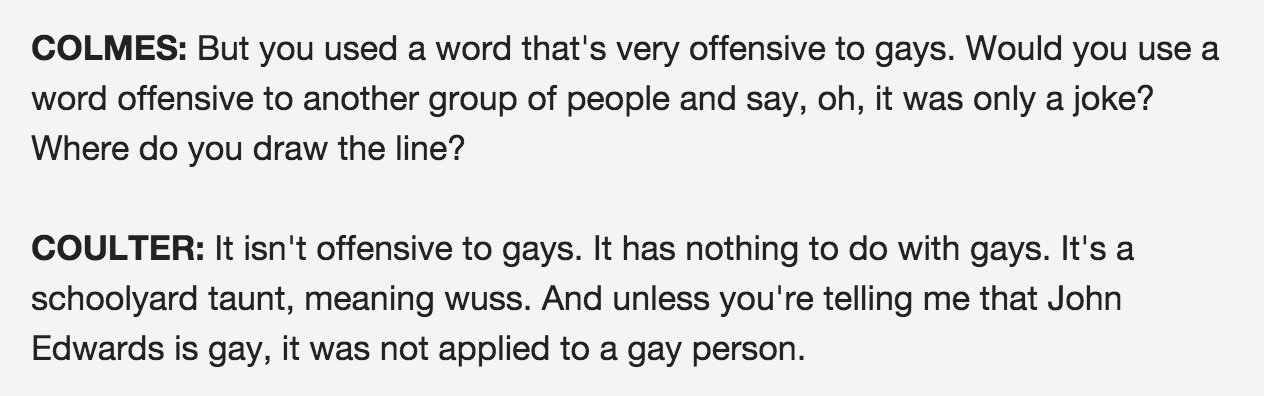 COLMES: But you used a word that's very offensive to gays. Would you use a
word offensive to another group of people and say, oh, it was only a joke?
Where do you draw the line?
COULTER: It isn't offensive to gays. It has nothing to do with gays. It's a
schoolyard taunt, meaning wuss. And unless you're telling me that John
Edwards is gay, it was not applied to a gay person.